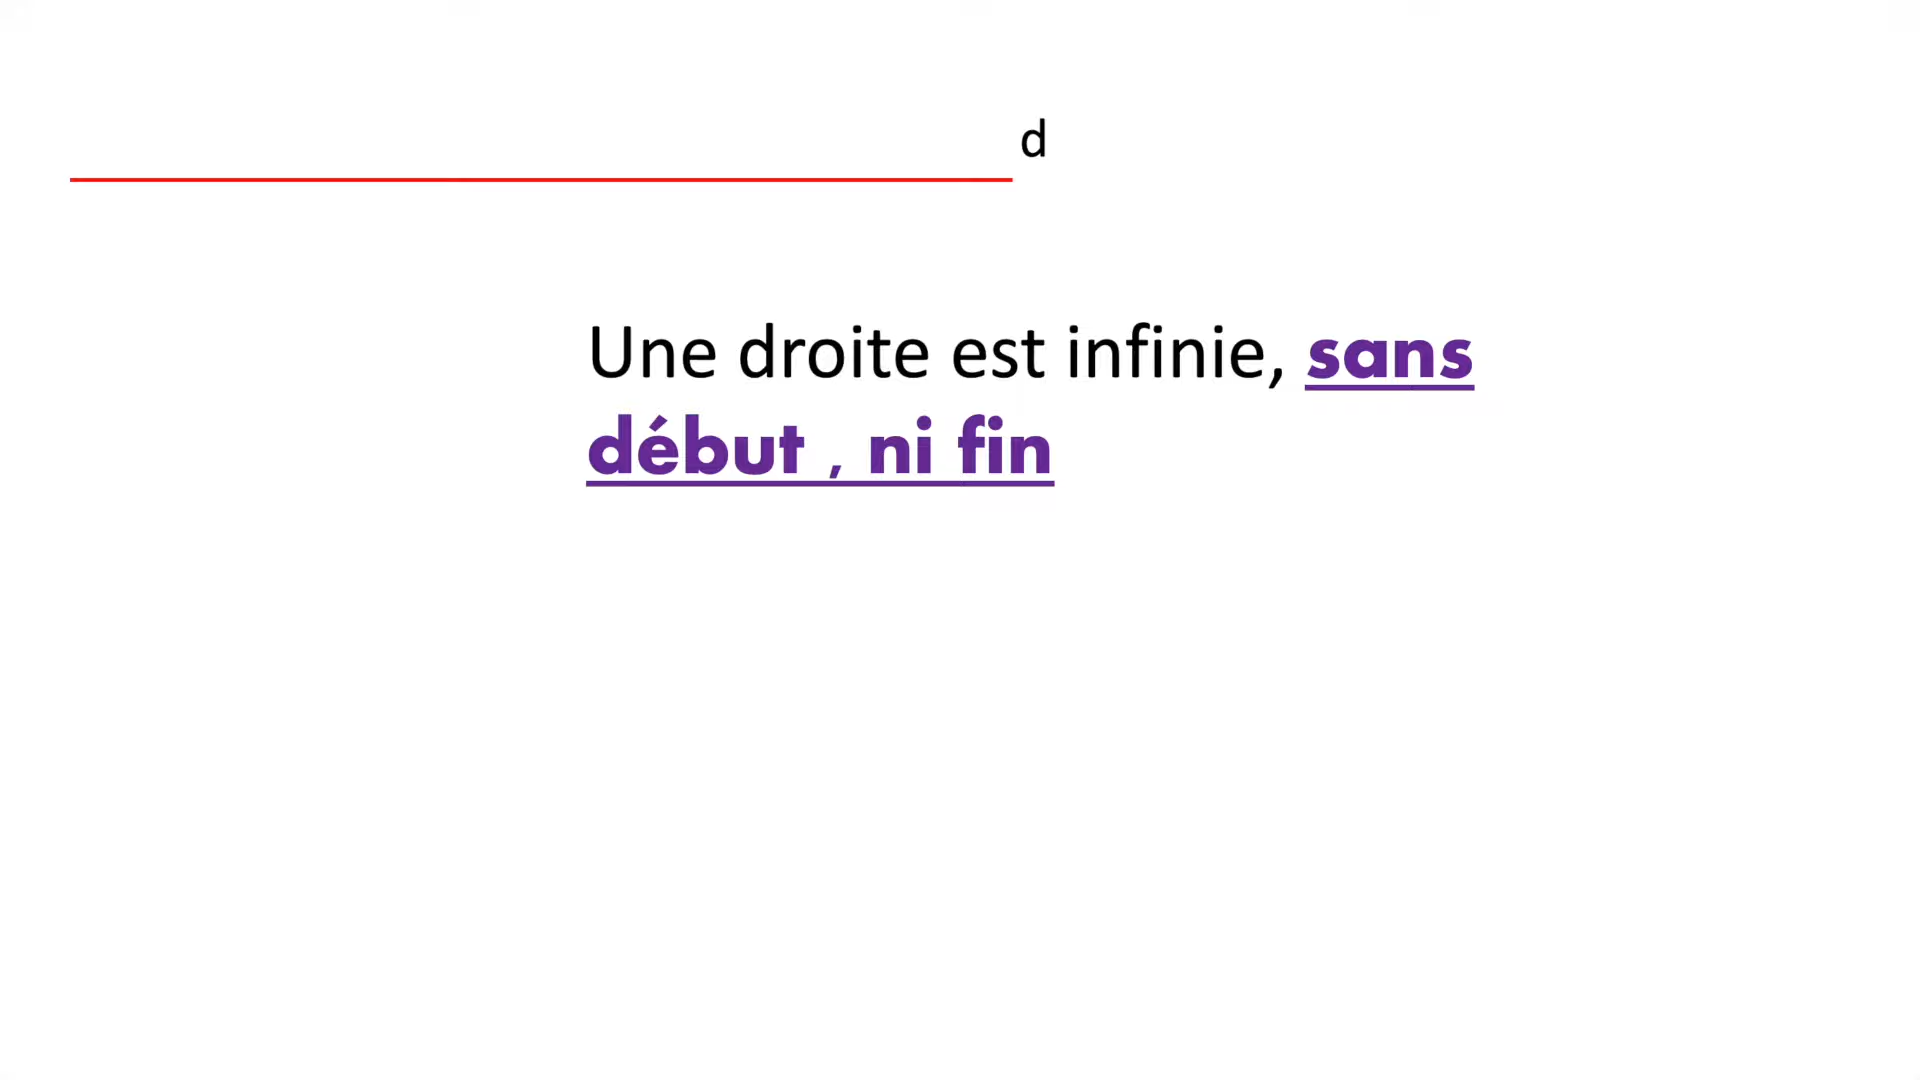 d
Une droite est infinie, sans
début , ni fin